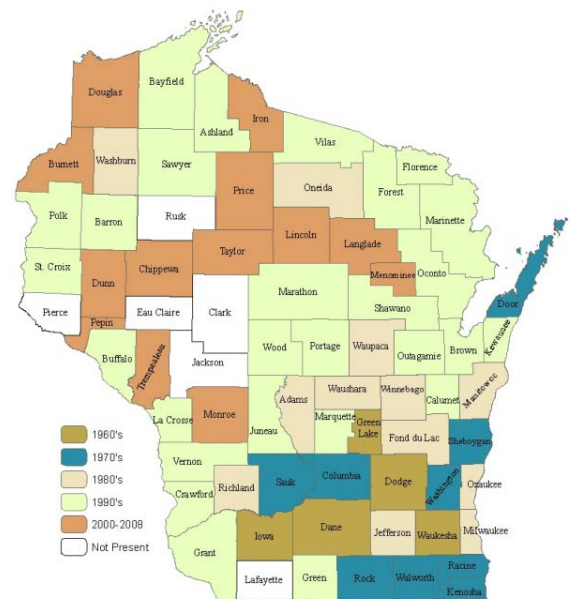 Douglas
Bayfield
Iron
Ashland
Vilas
Burnett
Washburn
Sawyer
Florence
Oneida
Forest
Price
Marinette
Polk
Barron
Rusk
Lincoln
Langlade
Taylor
Oconto
St. Croix
Chippewa
Menominee
Dunn
Marathon
Door
Pierce
Eau Claire
Clark
Shawano
Pepin
Kewaunee
Buffalo
Trempealeau
Jackson
Wood
Portage
Waupaca
Outagamie
Brown
Manitowoc
Adams
Waushara
Winnebago
Calumet
La Crosse
Monroe
Juneau
Marquette
Green
Lake
Fond du Lac
Sheboygan
1960's
1970's
1980's
1990's
2000-2008
Not Present
Vernon
Crawford
Richland
Sauk
Columbia
Dodge
Washington
Ozaukee
Grant
Iowa
Dane
Jefferson
Waukesha
Milwaukee
Lafayette
Green
Rock
Walworth
Racine
Kenosha